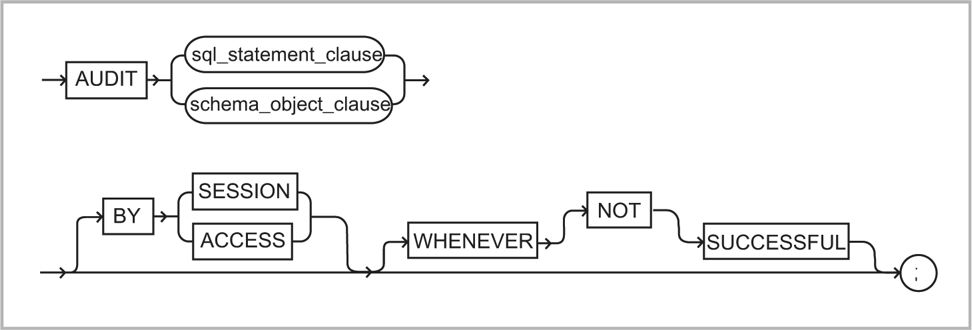 sql_statement_clause
AUDIT
schema_object_clause
SESSION
BY
ACCESS
NOT
WHENEVER
SUCCESSFUL
;